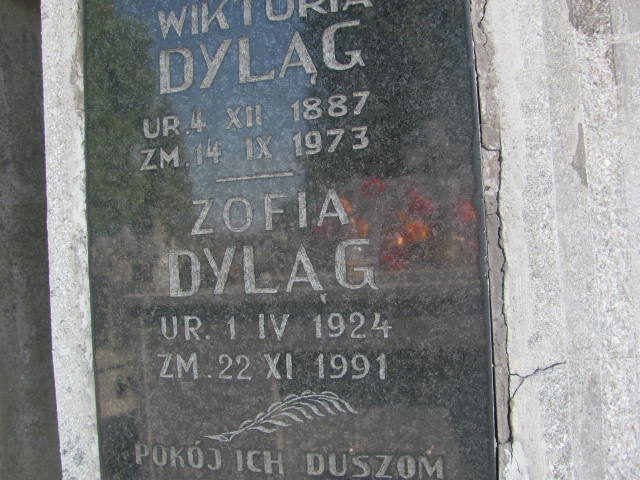 WIKTORIA
DYLĄG
UR.4 XII 1887
ZM.14 IX 1973
ZOFIA
DYLĄG
UR. 1 IV 1924
ZM.22 XI 1991
POKÓJ ICH DUSZOM